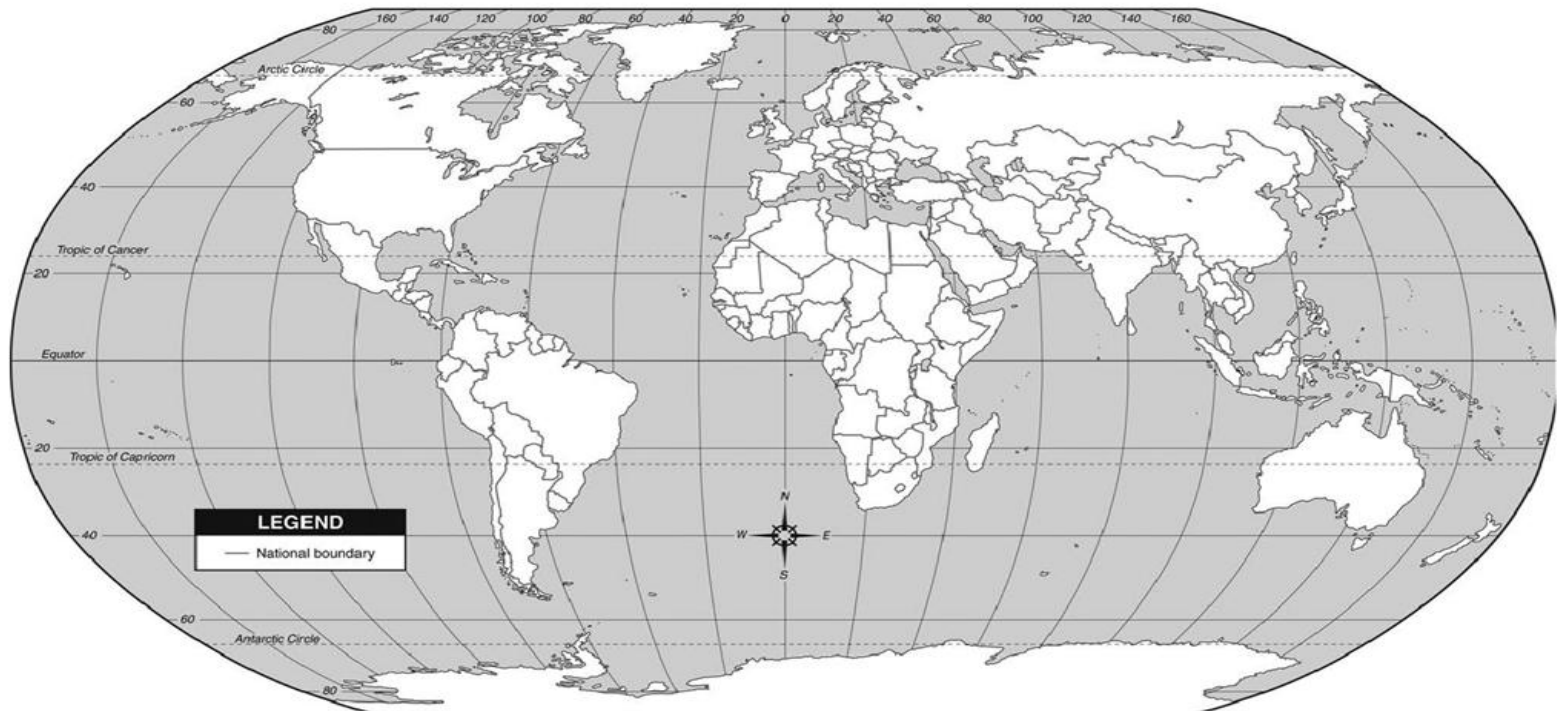 160 140 120 100 80 60 40 20 0 20 40 60 80 100 120 140 160
80
Arctic Circle
60
40
Tropic of Cancer
20
Equator
20
Tropic of Capricorn
LEGEND
National boundary
N
W E
S
40
60
Antarctic Circle
80